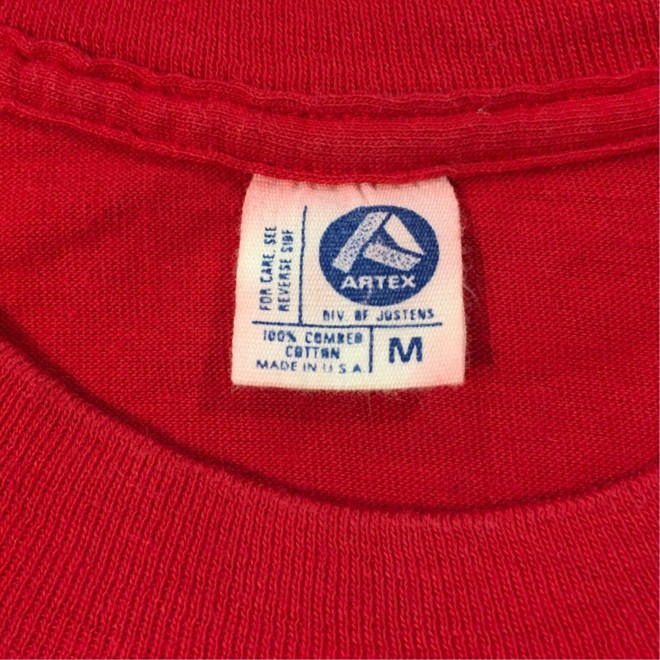 FOR CARE, SEE
REVERSE SIDE
ARTEX
DIV. OF JOSTENS
100% COMBED
COTTON
MADE IN U.S.A.
M